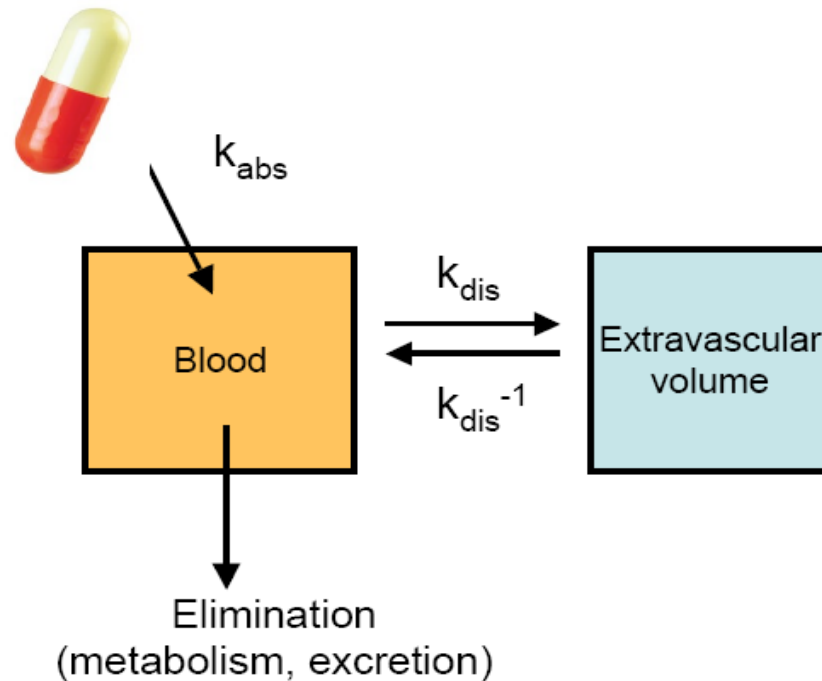 k_abs
k_dis
Blood
Extravascular
volume
k_dis^-1
Elimination
(metabolism, excretion)